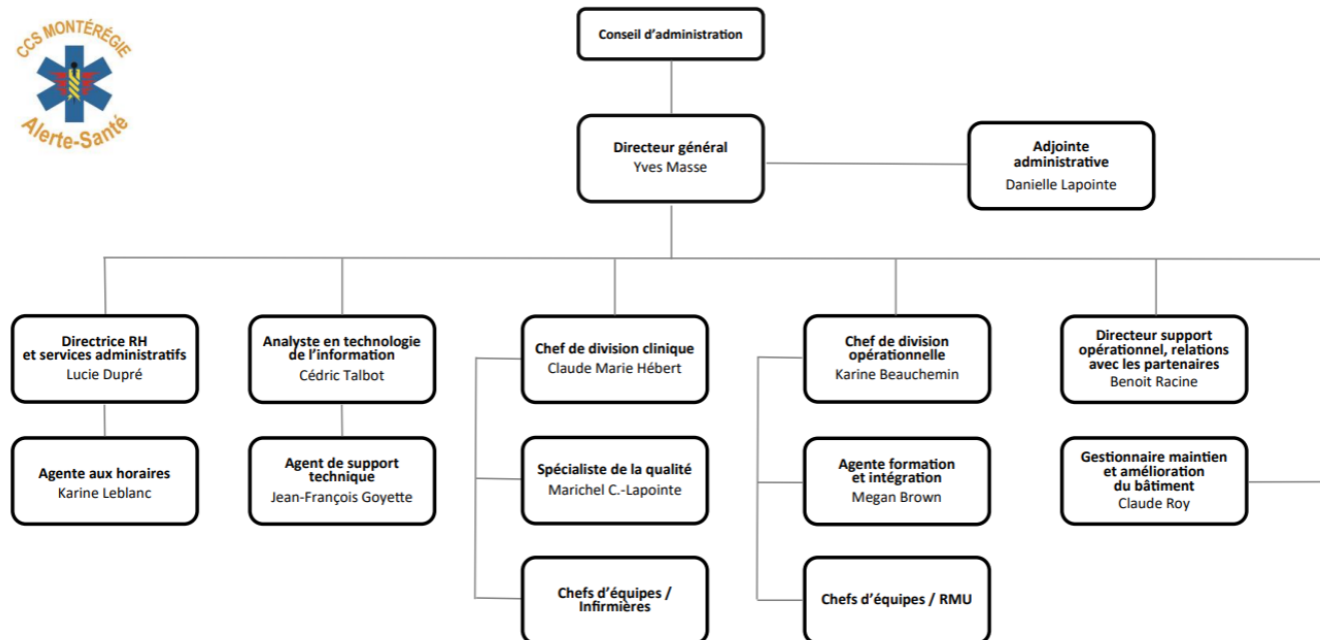 CCS MONTÉRÉGIE
Alerte-Santé
Conseil d'administration
Directeur général
Yves Masse
Adjointe
administrative
Danielle Lapointe
Directrice RH
et services administratifs
Lucie Dupré
Analyste en technologie
de l'information
Cédric Talbot
Chef de division clinique
Claude Marie Hébert
Chef de division
opérationnelle
Karine Beauchemin
Directeur support
opérationnel, relations
avec les partenaires
Benoit Racine
Agente aux horaires
Karine Leblanc
Agent de support
technique
Jean-François Goyette
Spécialiste de la qualité
Marichel C.-Lapointe
Agente formation
et intégration
Megan Brown
Gestionnaire maintien
et amélioration
du bâtiment
Claude Roy
Chefs d'équipes /
Infirmières
Chefs d'équipes / RMU